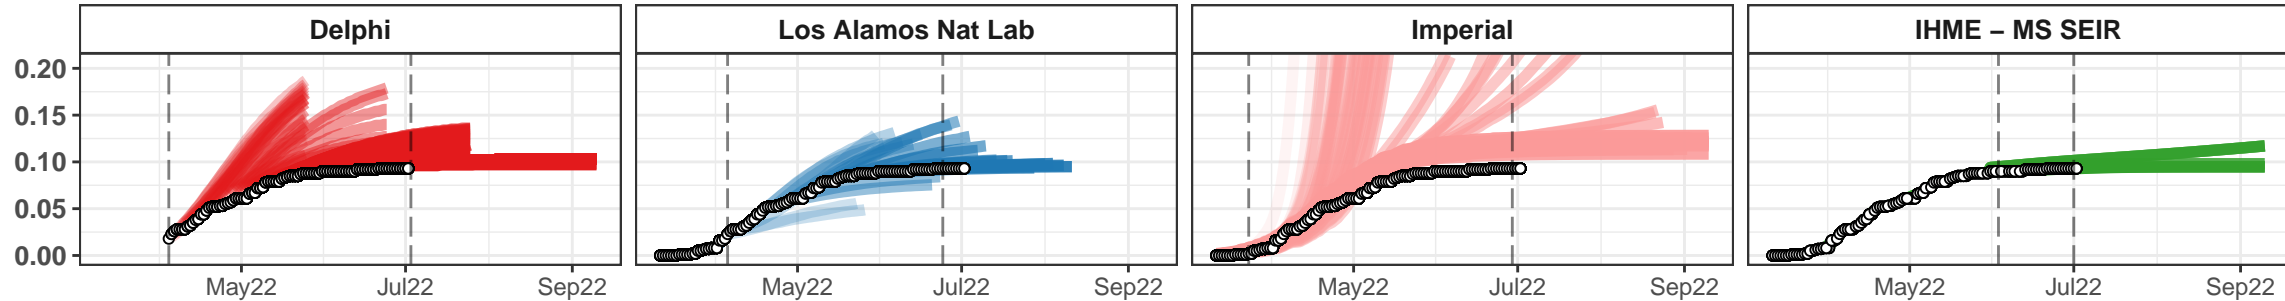 Delphi
Los Alamos Nat Lab
Imperial
IHME – MS SEIR
0.20
0.15
0.10
0.05
0.00
May22 Jul22 Sep22
May22 Jul22 Sep22
May22 Jul22 Sep22
May22 Jul22 Sep22